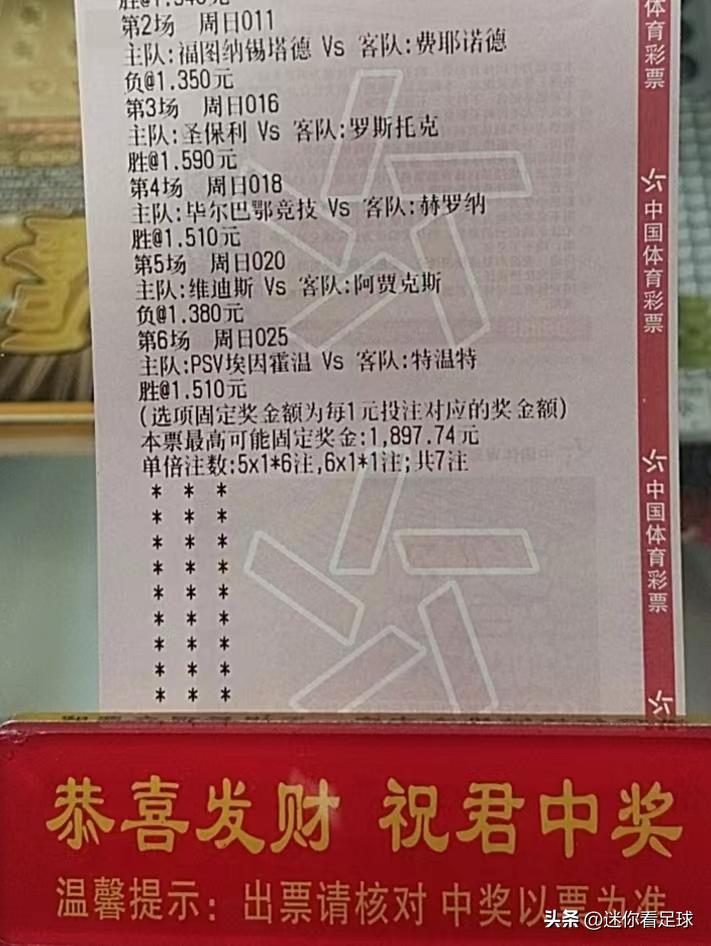 胜@1.340元
第2场 周日011
主队:福图纳锡塔德 Vs 客队:费耶诺德
负@1.350元
第3场 周日016
主队:圣保利 Vs 客队:罗斯托克
胜@1.590元
第4场 周日018
主队:毕尔巴鄂竞技 Vs 客队:赫罗纳
胜@1.510元
第5场 周日020
主队:维迪斯 Vs 客队:阿贾克斯
负@1.380元
第6场 周日025
主队:PSV埃因霍温 Vs 客队:特温特
胜@1.510元
(选项固定奖金额为每1元投注对应的奖金额)
本票最高可能固定奖金:1,897.74元
单倍注数:5x1*6注,6x1*1注;共7注
* * *
* * *
* * *
* * *
* * *
* * *
* * *
* * *
* * *
体育彩票
中国体育彩票
中国体育彩票
恭喜发财 祝君中奖
温馨提示：出票请核对 中奖以票为准
头条 @迷你看足球